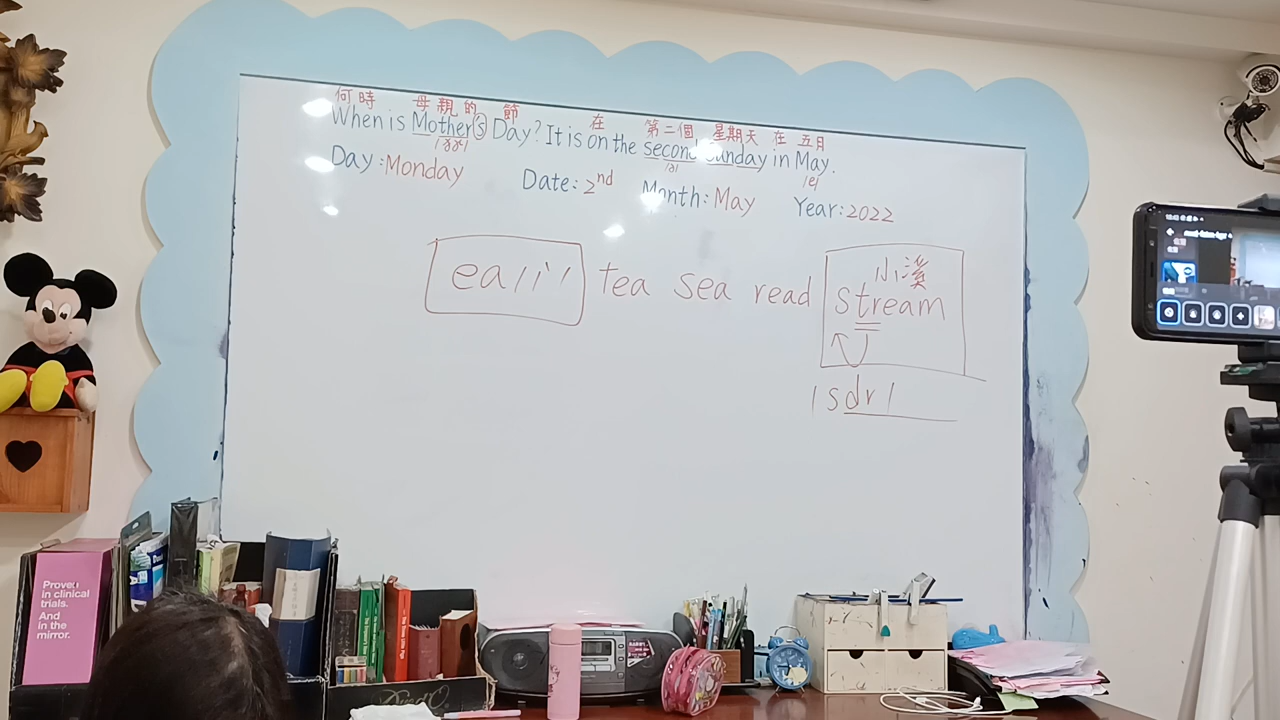 何時 母親的 節 在 第二個 星期天 在 五月
When is Mother's Day? It is on the second Sunday in May.
Day: Monday Date: 2nd Month: May Year: 2022
小溪
tea sea read stream
/sdr/
Proven
in clinical
trials.
And
in the
mirror.